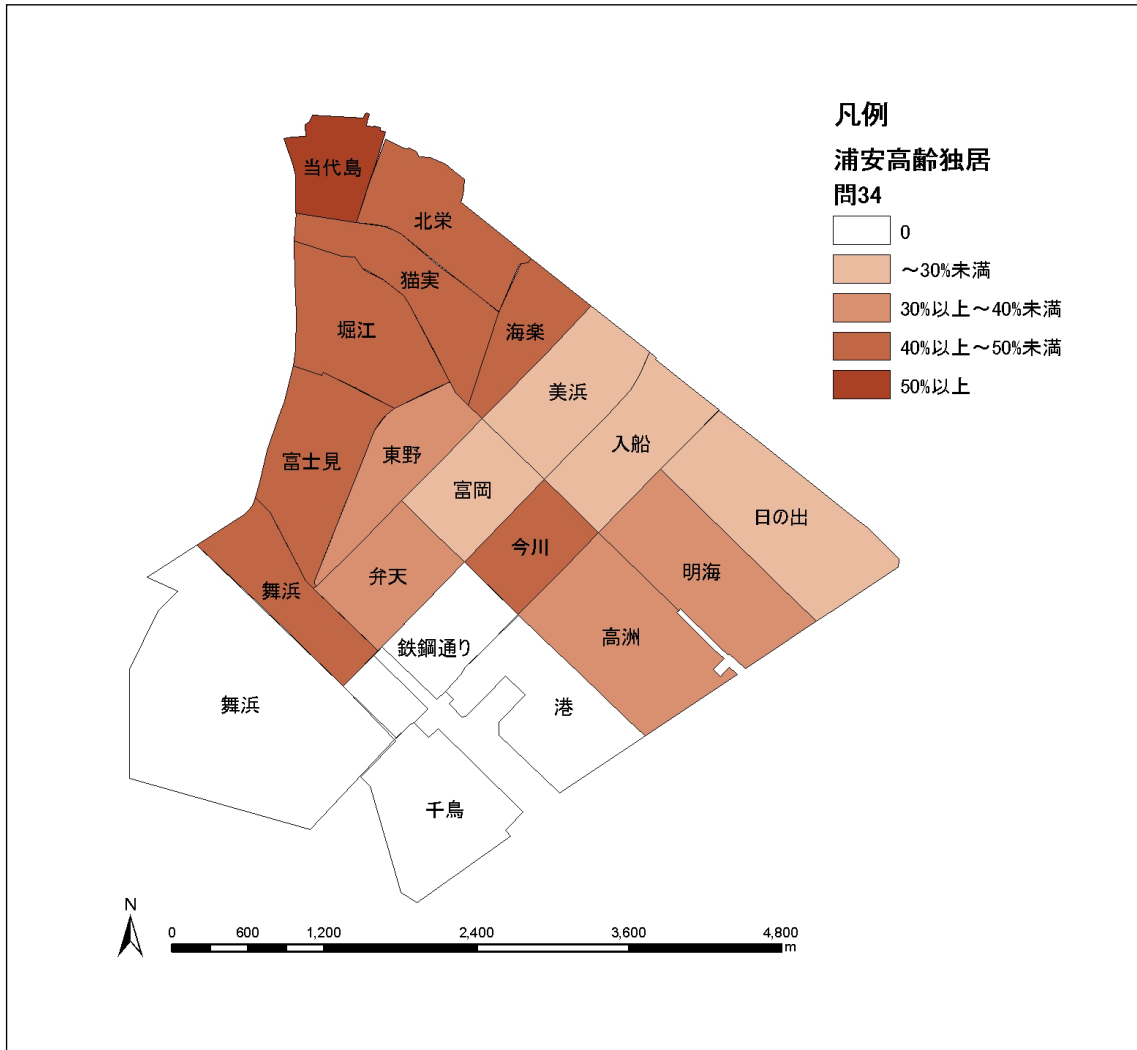 凡例
浦安高齢独居
問34
0
～30%未満
30%以上～40%未満
40%以上～50%未満
50%以上
当代島
北栄
猫実
堀江
海楽
美浜
入船
東野
富士見
富岡
日の出
今川
明海
弁天
舞浜
高洲
鉄鋼通り
舞浜
港
千鳥
N
0 600 1,200 2,400 3,600 4,800
m